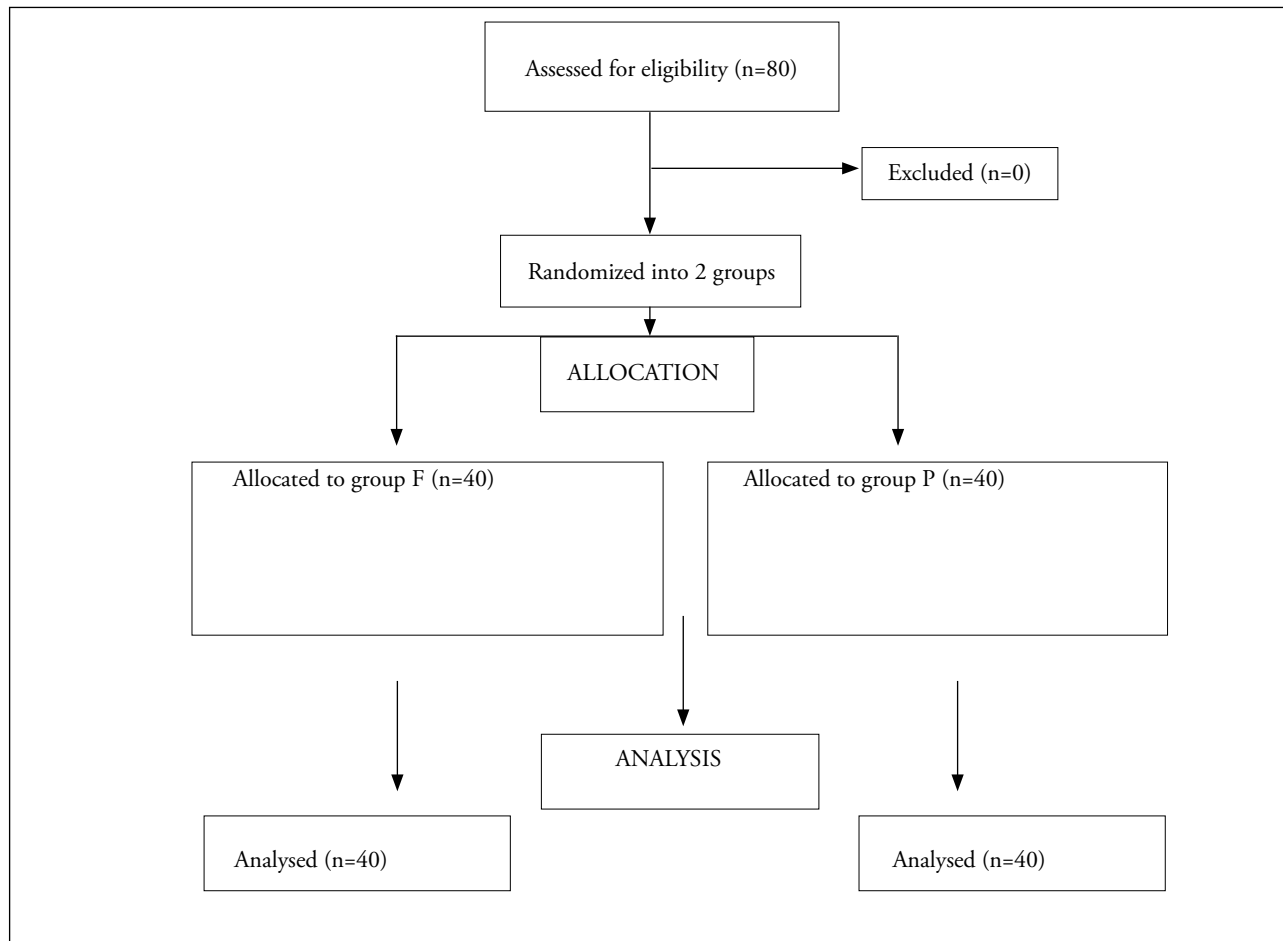 Assessed for eligibility (n=80)
Excluded (n=0)
Randomized into 2 groups
ALLOCATION
Allocated to group F (n=40)
Allocated to group P (n=40)
ANALYSIS
Analysed (n=40)
Analysed (n=40)